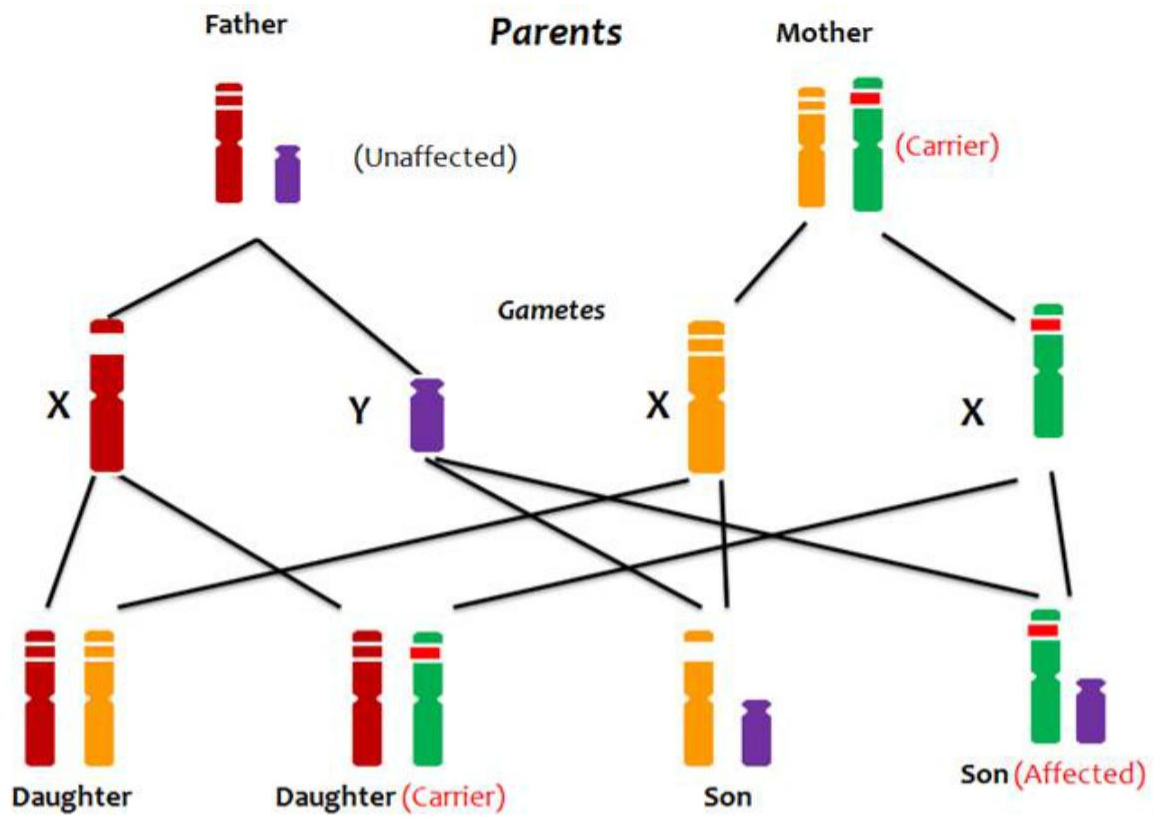 Father
Parents
Mother
(Unaffected)
(Carrier)
Gametes
X
Y
X
X
Daughter
Daughter (Carrier)
Son
Son (Affected)